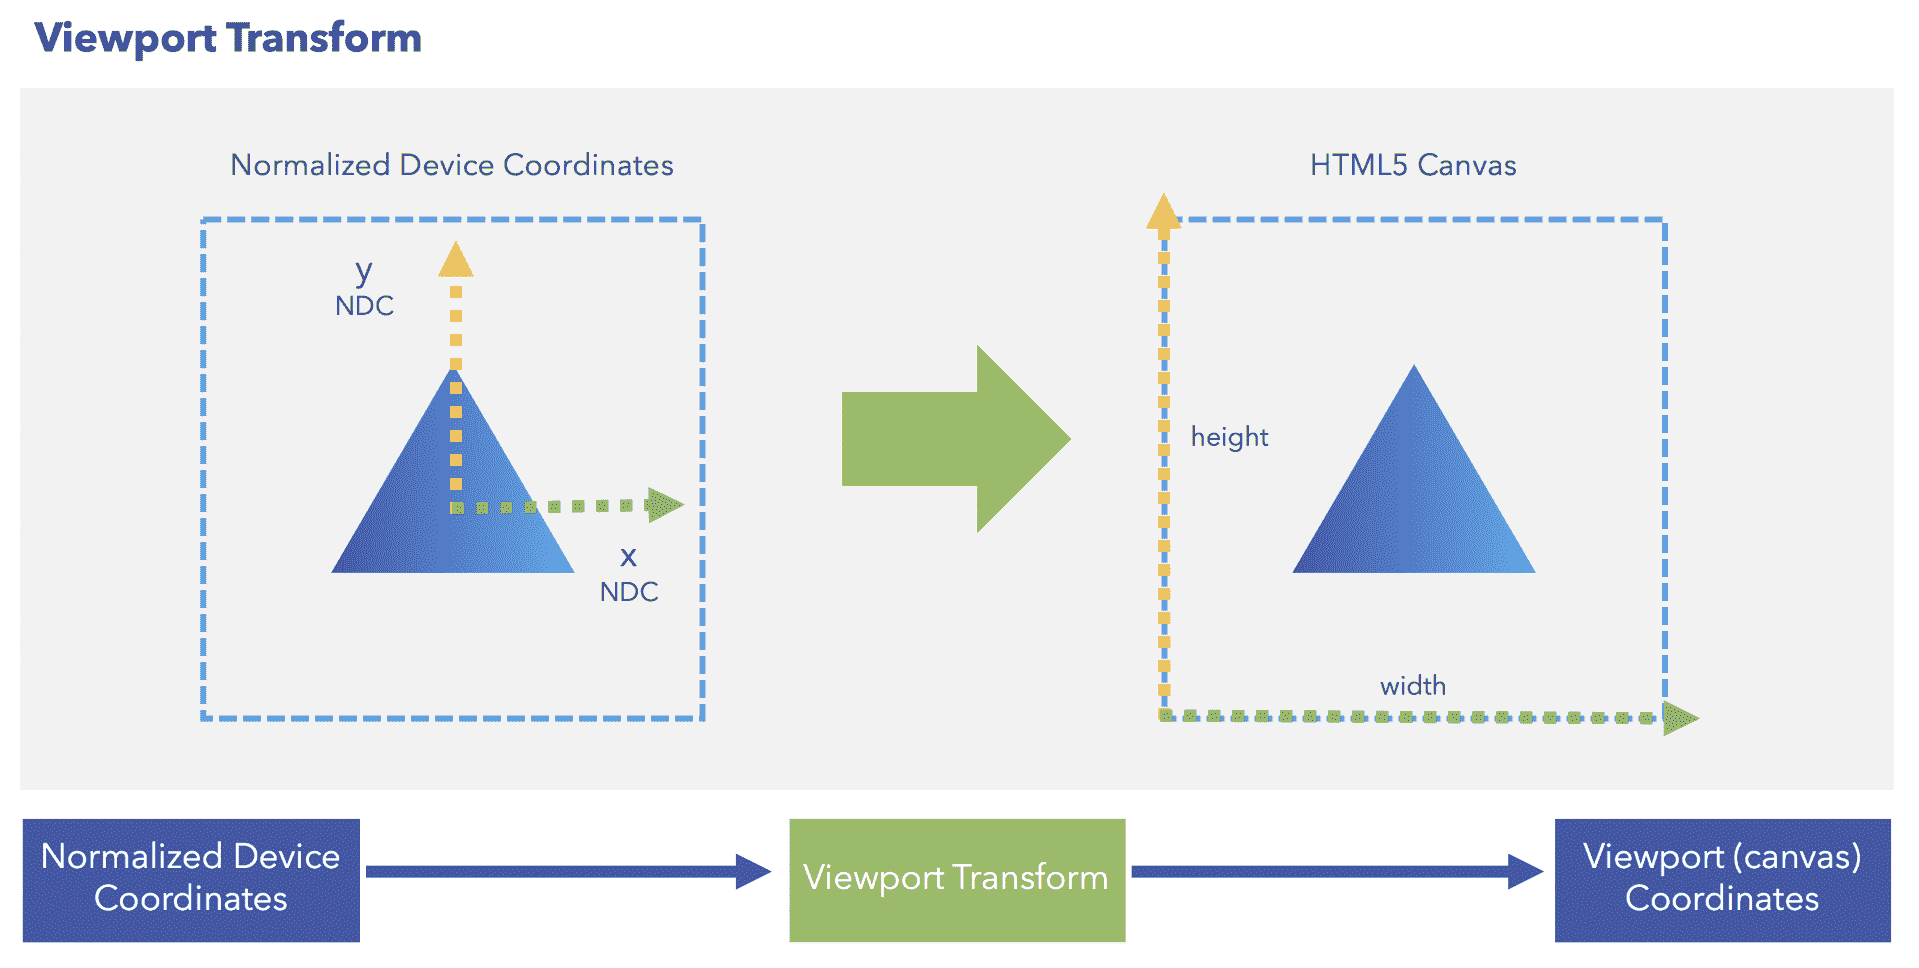 Viewport Transform
Normalized Device Coordinates
HTML5 Canvas
y
NDC
x
NDC
height
width
Normalized Device
Coordinates
Viewport Transform
Viewport (canvas)
Coordinates